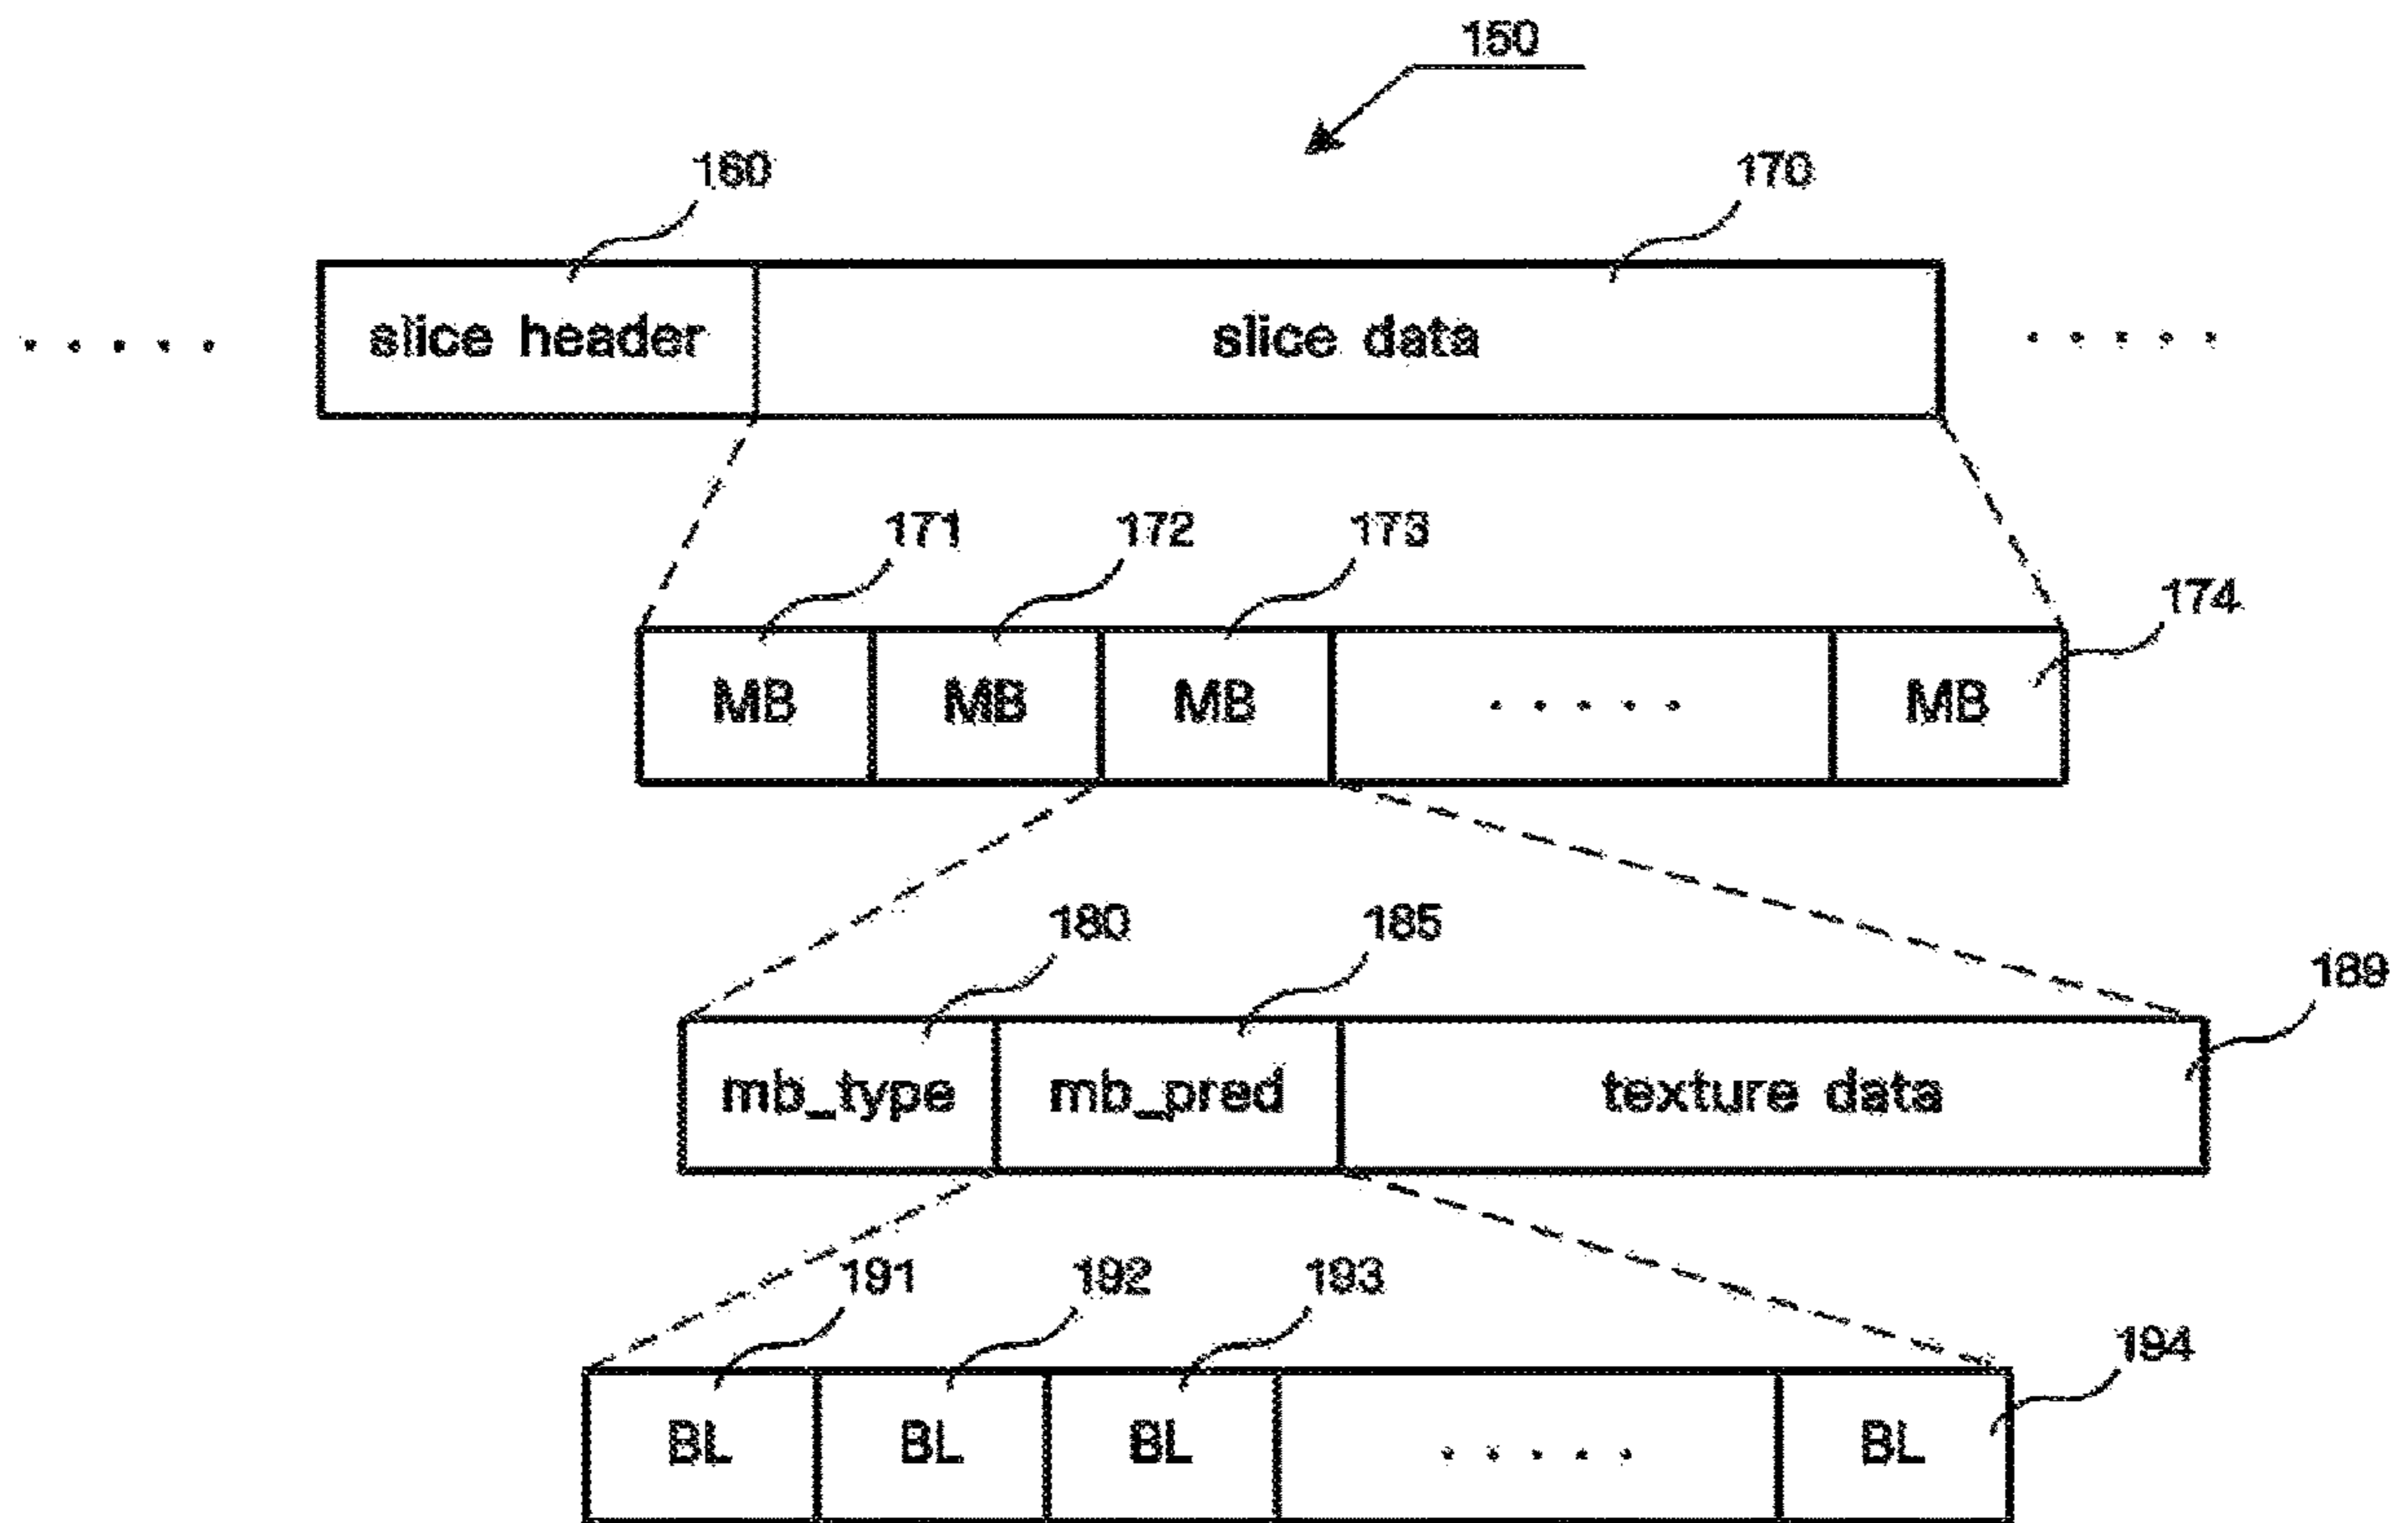 150
160 170
slice header slice data
171 172 173
174
MB MB MB MB
180 185
189
mb_type mb_pred texture data
191 192 193
194
BL BL BL BL